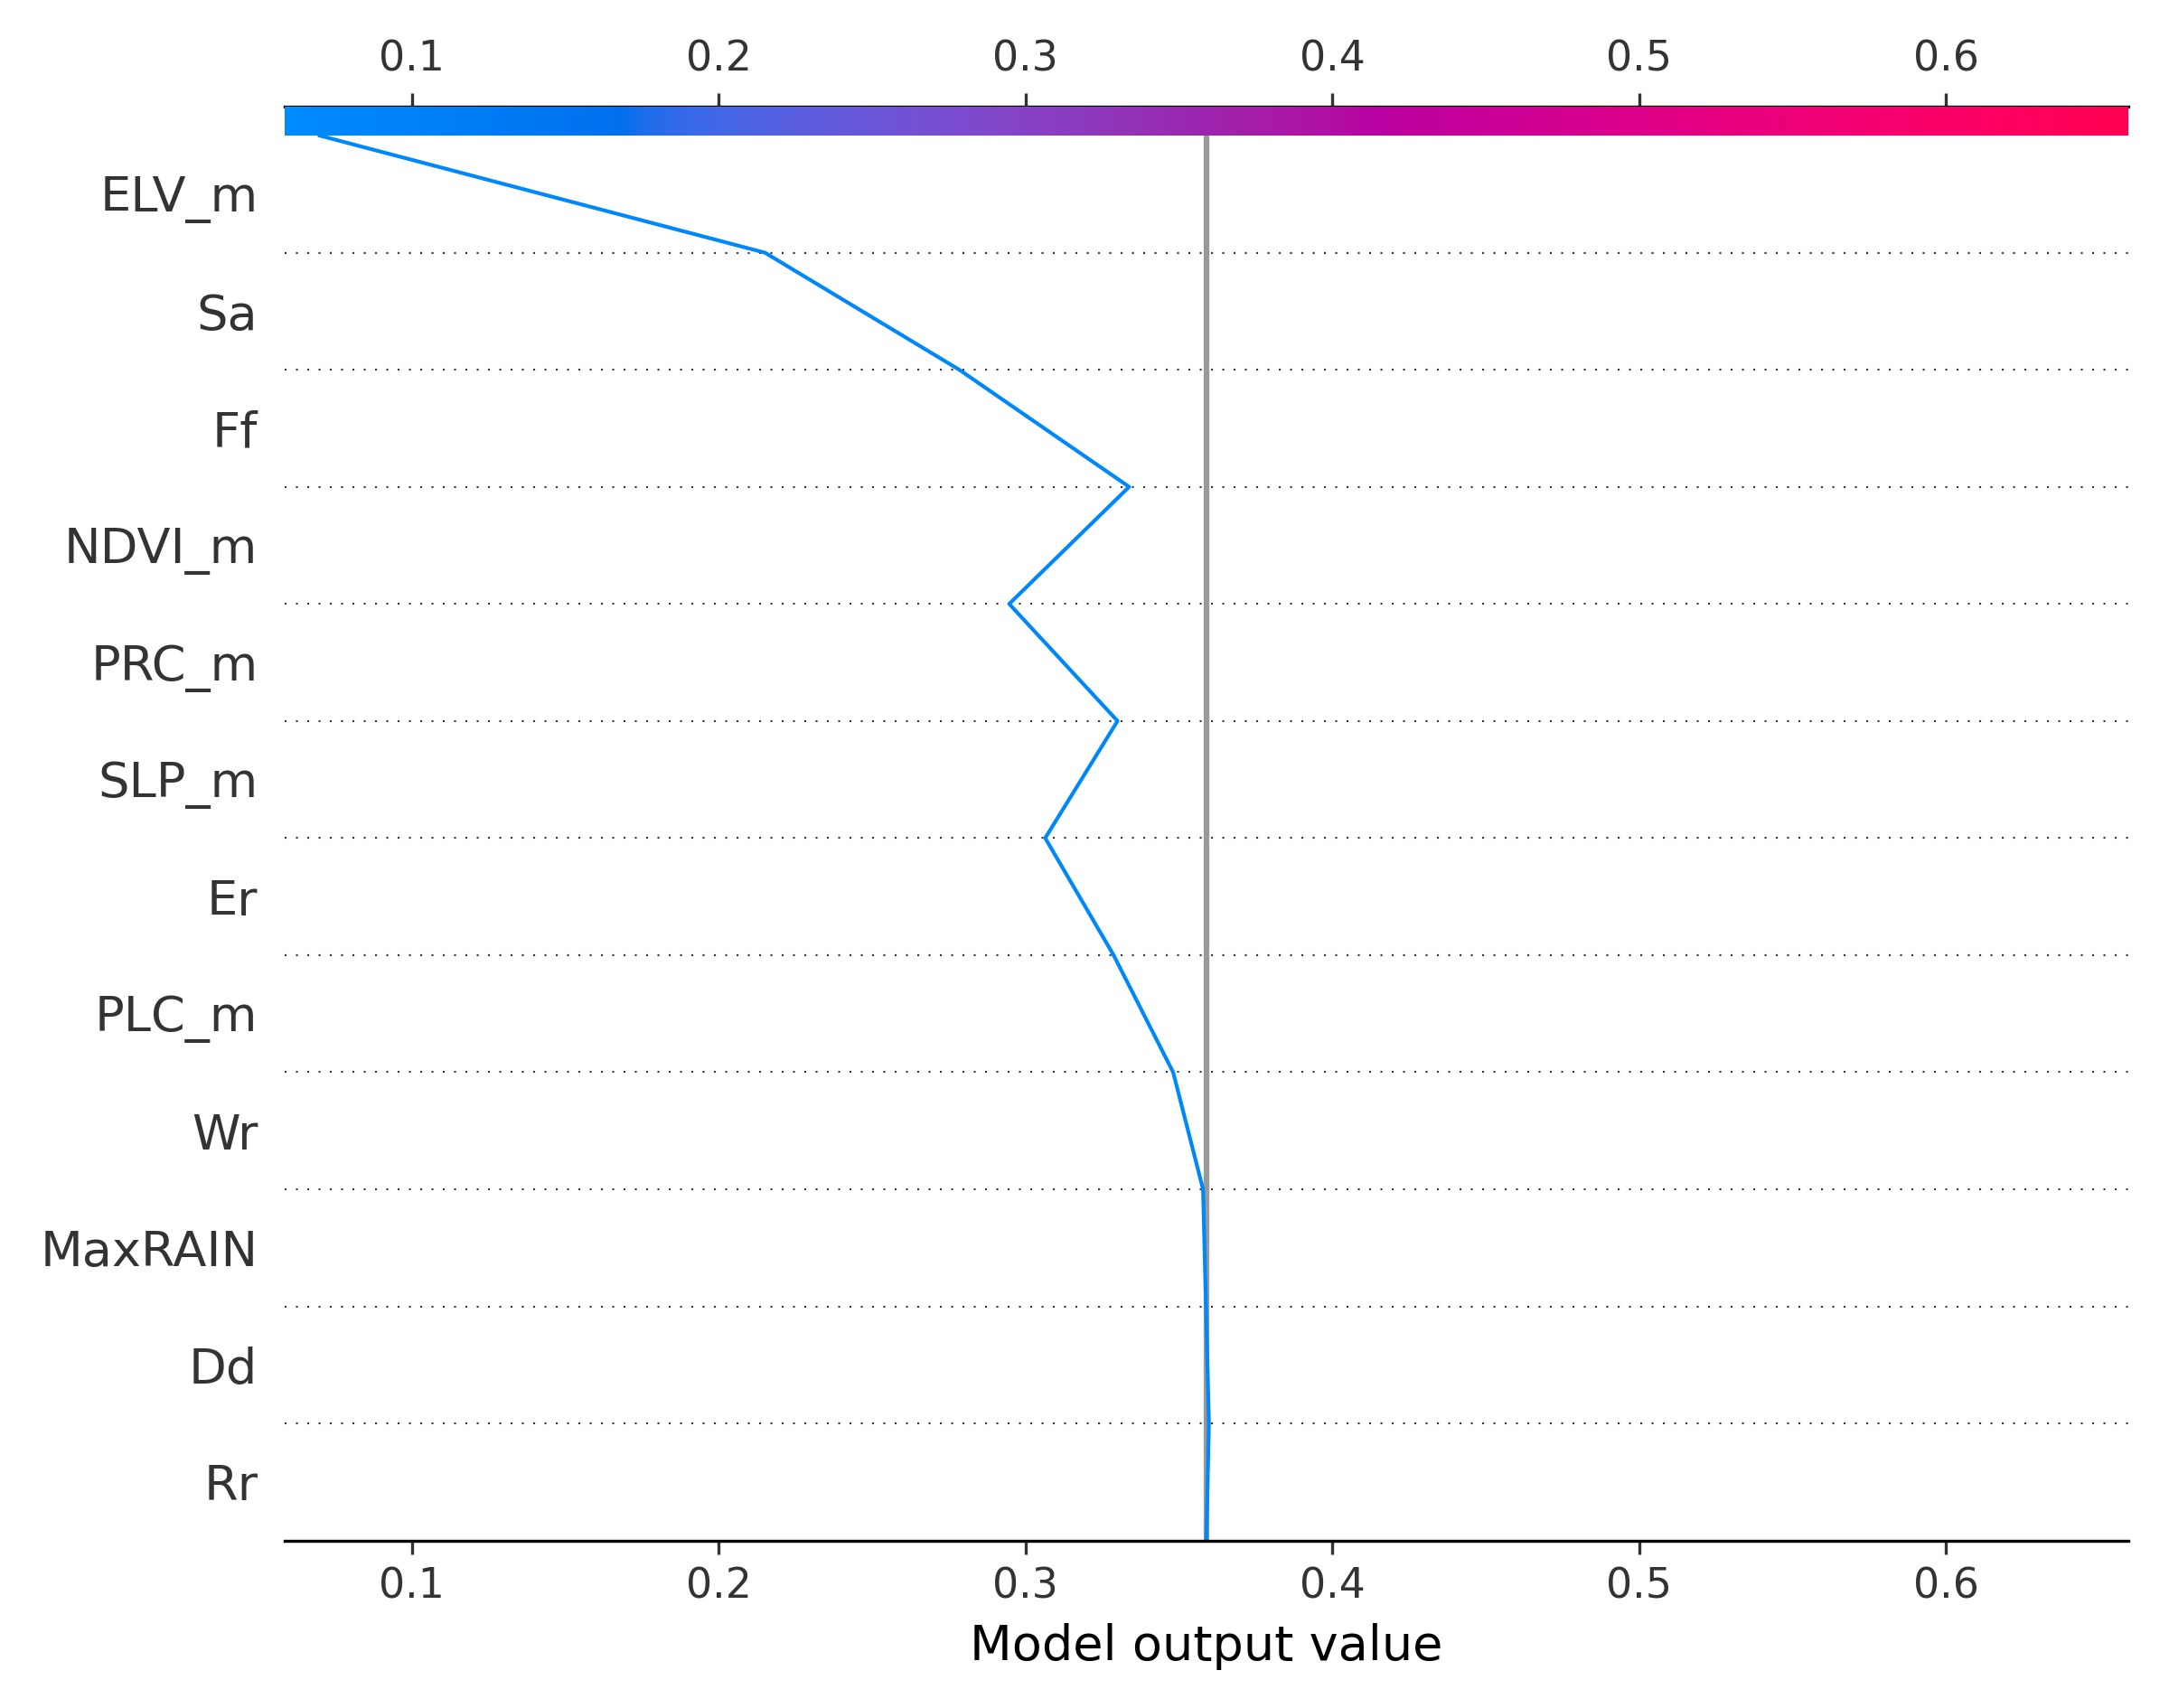 0.1 0.2 0.3 0.4 0.5 0.6
ELV_m
Sa
Ff
NDVI_m
PRC_m
SLP_m
Er
PLC_m
Wr
MaxRAIN
Dd
Rr
0.1 0.2 0.3 0.4 0.5 0.6
Model output value